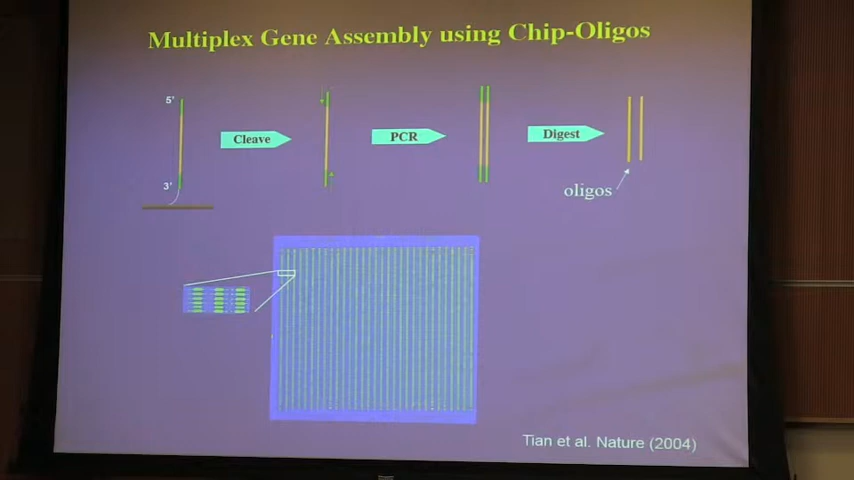 Multiplex Gene Assembly using Chip-Oligos
5'
3'
Cleave
PCR
Digest
oligos
Tian et al. Nature (2004)